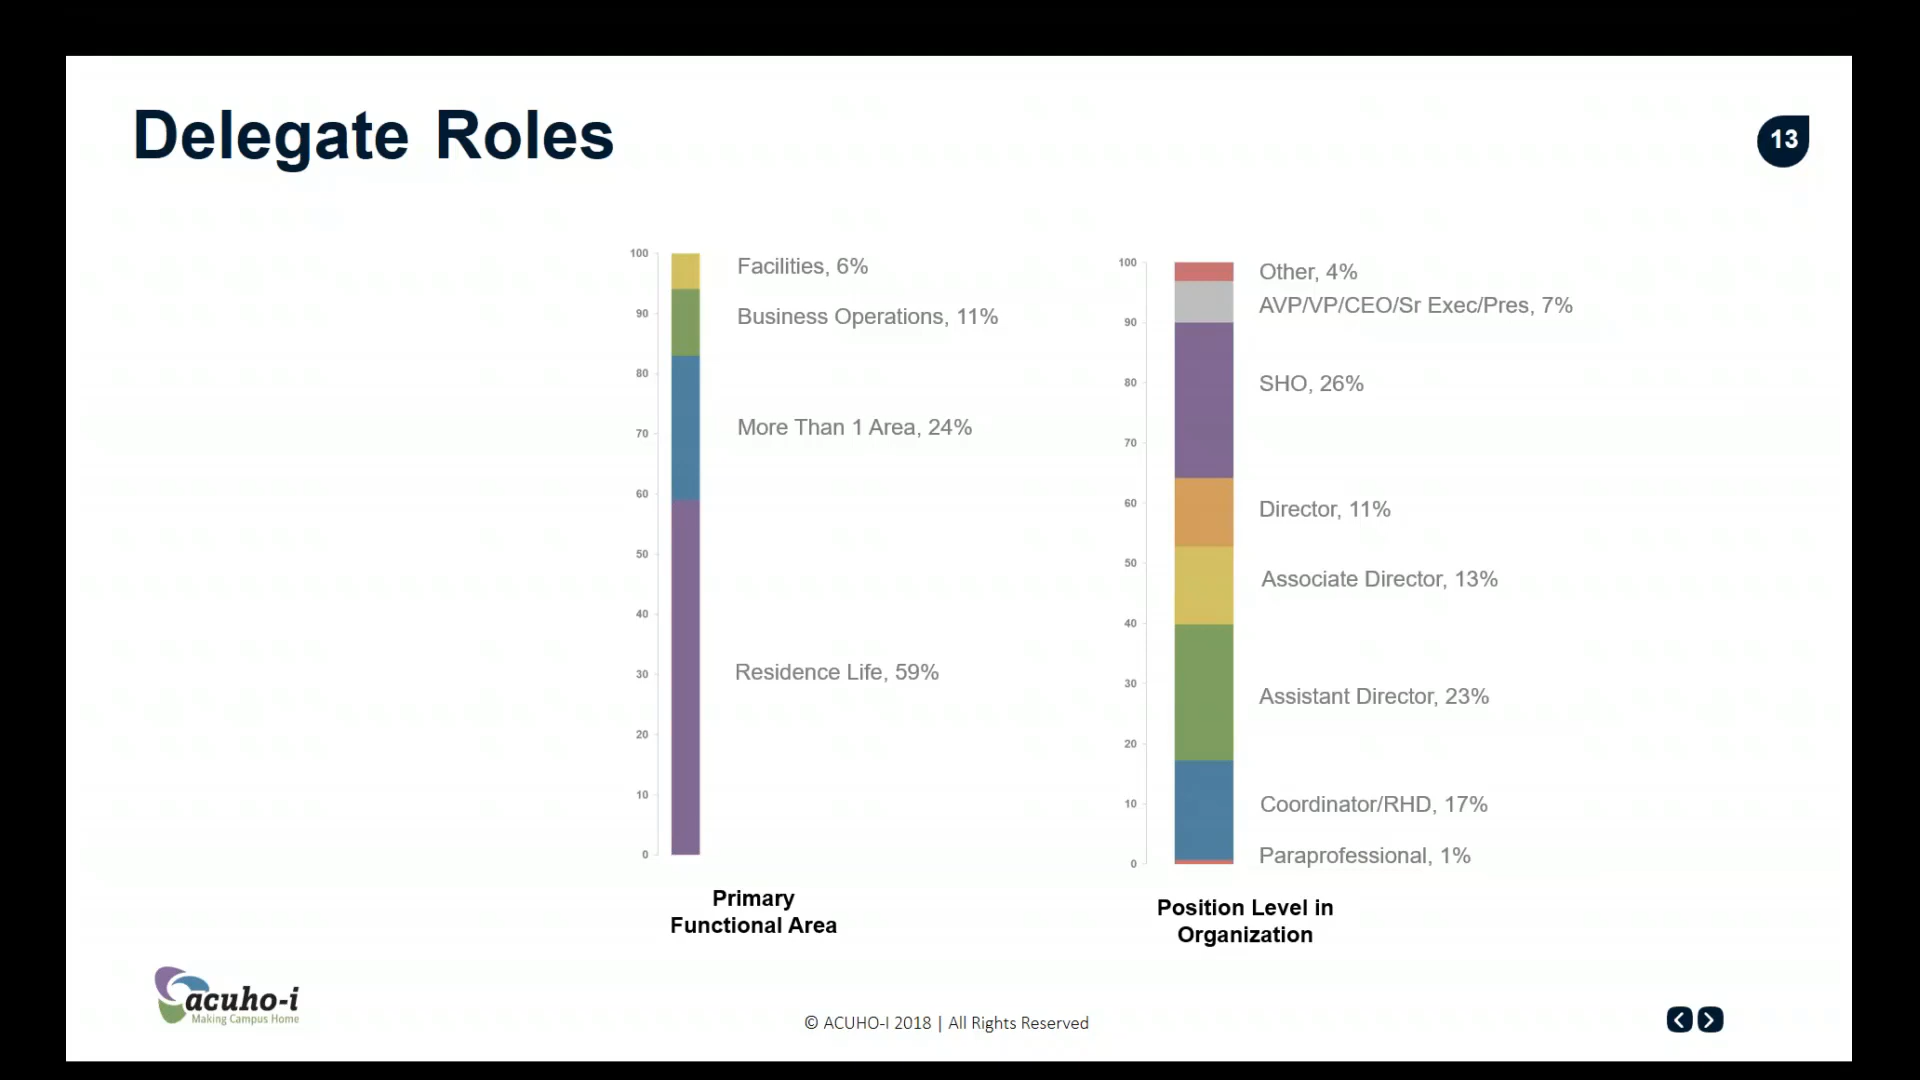 Delegate Roles
13
100
90
80
70
60
50
40
30
20
10
0
Facilities, 6%
Business Operations, 11%
More Than 1 Area, 24%
Residence Life, 59%
Primary
Functional Area
100
90
80
70
60
50
40
30
20
10
0
Other, 4%
AVP/VP/CEO/Sr Exec/Pres, 7%
SHO, 26%
Director, 11%
Associate Director, 13%
Assistant Director, 23%
Coordinator/RHD, 17%
Paraprofessional, 1%
Position Level in
Organization
acuho-i
Making Campus Home
© ACUHO-I 2018 | All Rights Reserved